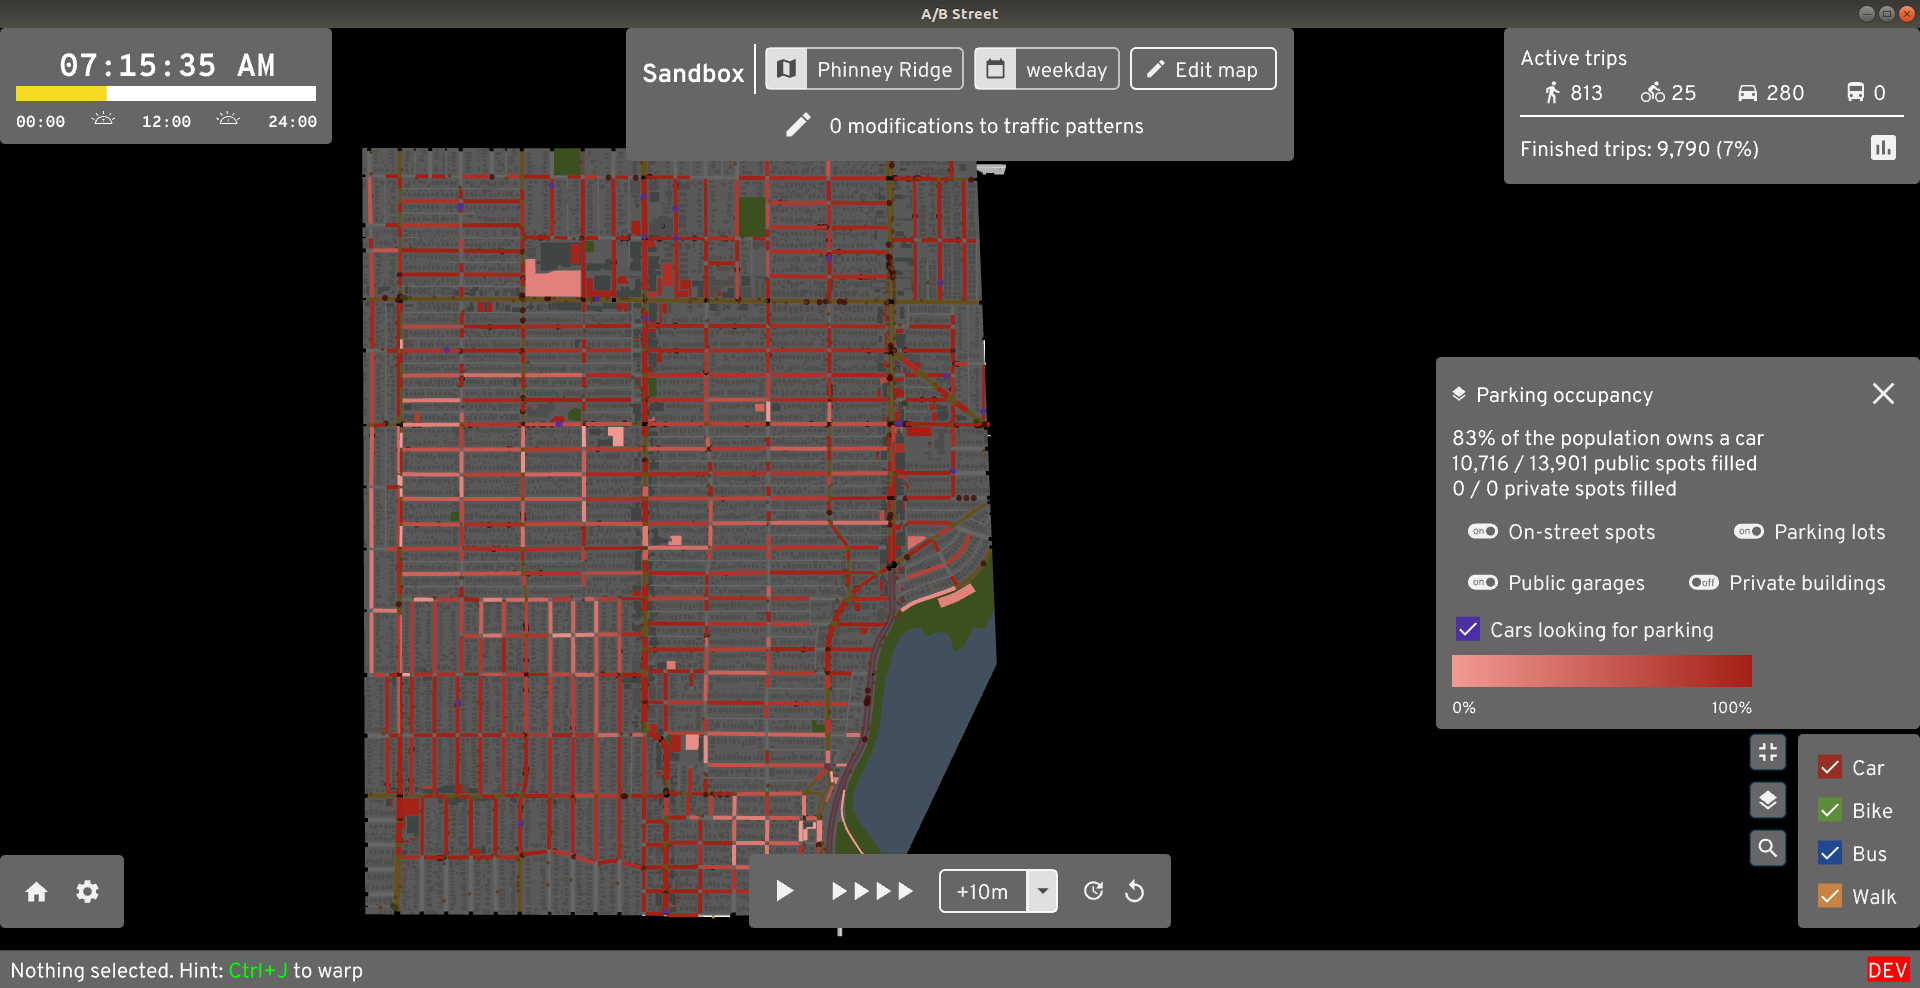 A/B Street
07:15:35 AM
00:00 12:00 24:00
Sandbox Phinney Ridge weekday Edit map
0 modifications to traffic patterns
Active trips
813 25 280 0
Finished trips: 9,790 (7%)
Parking occupancy
83% of the population owns a car
10,716 / 13,901 public spots filled
0 / 0 private spots filled
on On-street spots on Parking lots
on Public garages off Private buildings
Cars looking for parking
0% 100%
Car
Bike
Bus
Walk
+10m
Nothing selected. Hint: Ctrl+J to warp
DEV